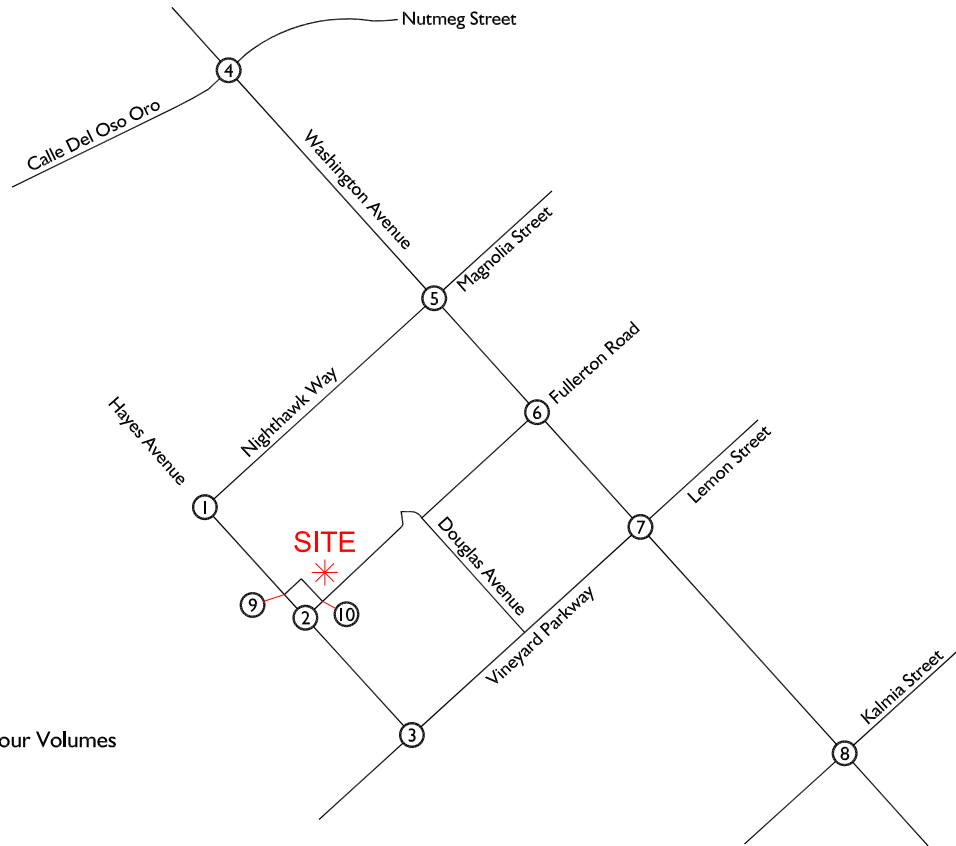 Nutmeg Street
4
Calle Del Oso Oro
Washington Avenue
Magnolia Street
5
Fullerton Road
Nighthawk Way
6
Hayes Avenue
Lemon Street
1
7
Douglas Avenue
SITE
9
2
10
Vineyard Parkway
Kalmia Street
3
our Volumes
8